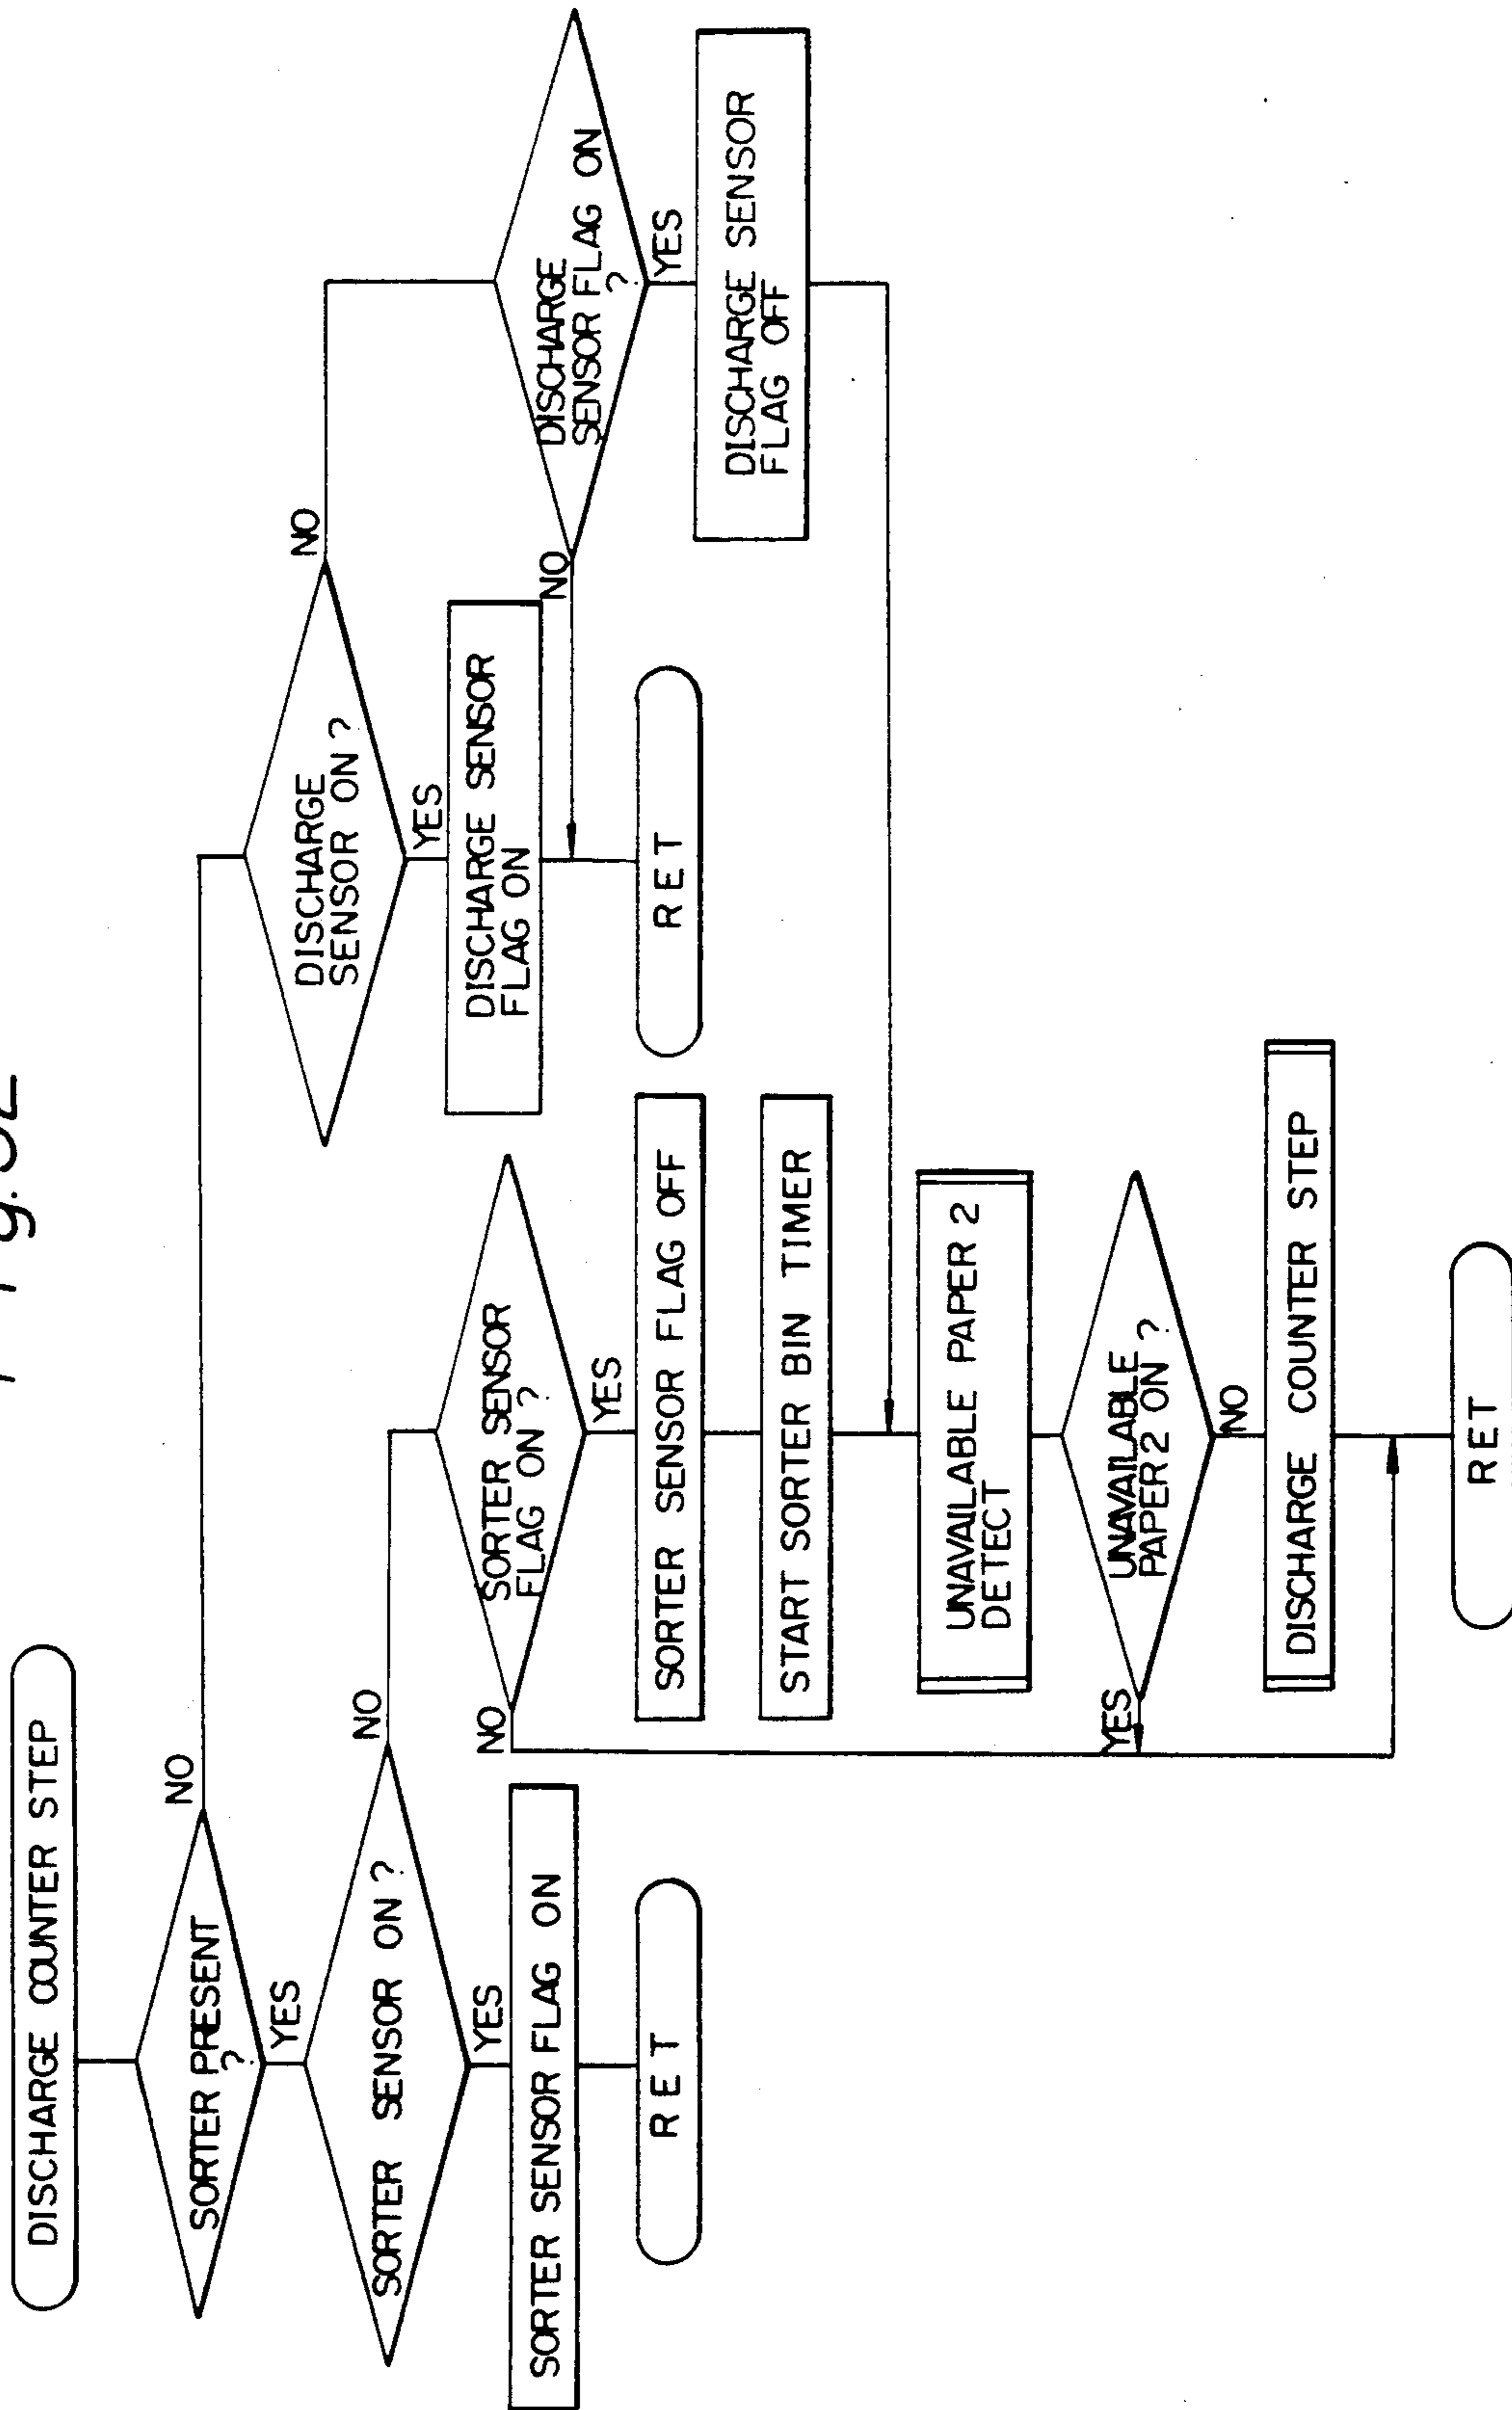 DISCHARGE COUNTER STEP
SORTER PRESENT
?
NO
YES
SORTER SENSOR ON ?
NO
YES
SORTER SENSOR FLAG ON
RET
SORTER SENSOR
FLAG ON ?
NO
YES
SORTER SENSOR FLAG OFF
START SORTER BIN TIMER
UNAVAILABLE PAPER 2
DETECT
UNAVAILABLE
PAPER 2 ON ?
YES
NO
DISCHARGE COUNTER STEP
RET
DISCHARGE
SENSOR ON ?
NO
YES
DISCHARGE SENSOR
FLAG ON
RET
DISCHARGE
SENSOR FLAG ON
?
NO
YES
DISCHARGE SENSOR
FLAG OFF